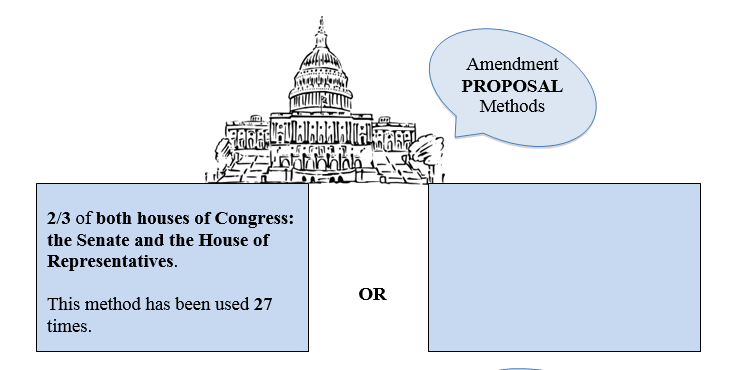 Amendment
PROPOSAL
Methods
2/3 of both houses of Congress:
the Senate and the House of
Representatives.
This method has been used 27
times.
OR